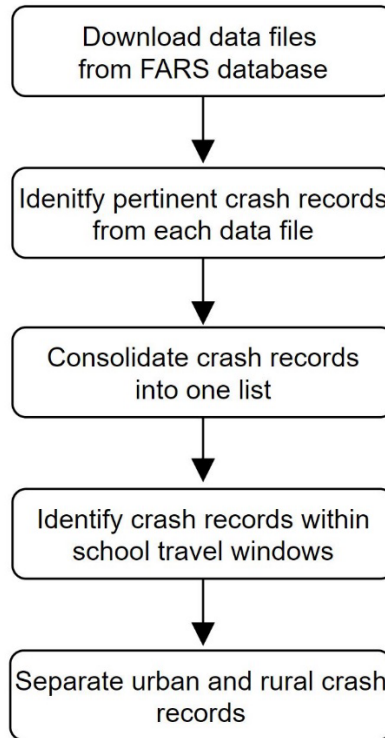 Download data files
from FARS database
Idenitfy pertinent crash records
from each data file
Consolidate crash records
into one list
Identify crash records within
school travel windows
Separate urban and rural crash
records